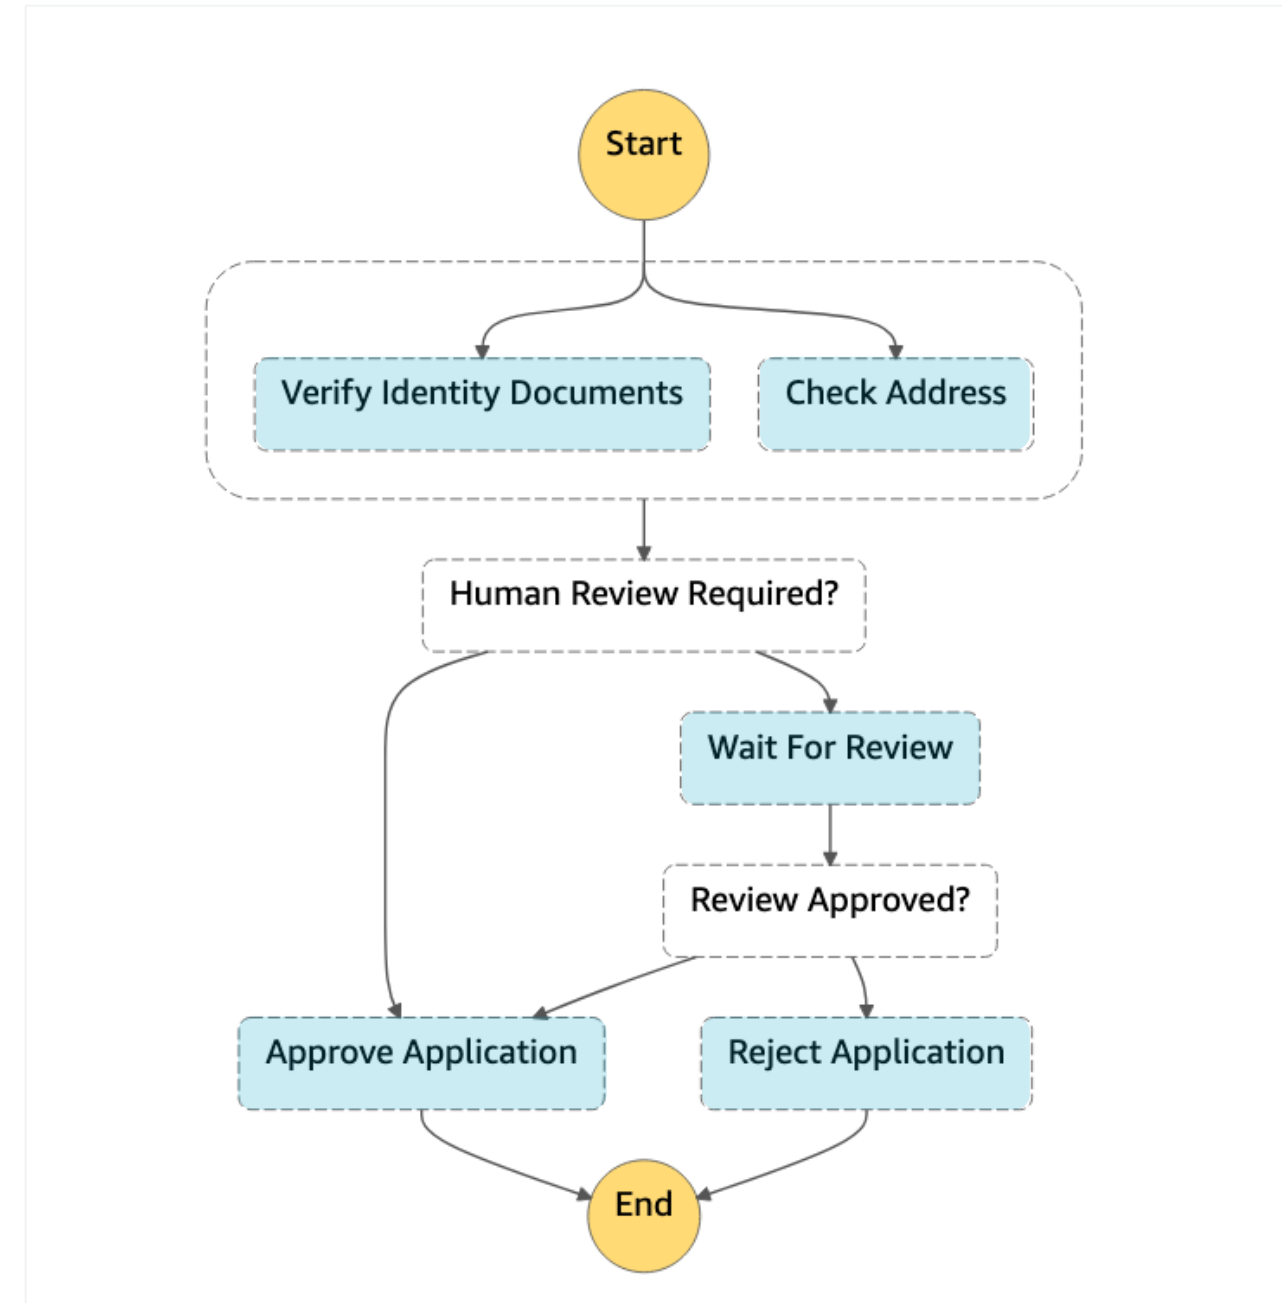 Start
Verify Identity Documents
Check Address
Human Review Required?
Wait For Review
Review Approved?
Approve Application
Reject Application
End